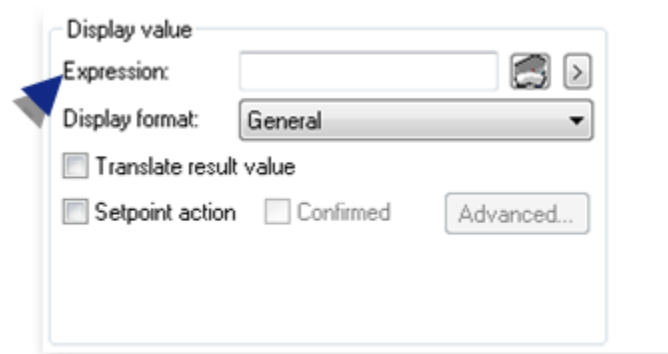 Display value
Expression:
>
Display format: General
Translate result value
Setpoint action Confirmed Advanced...